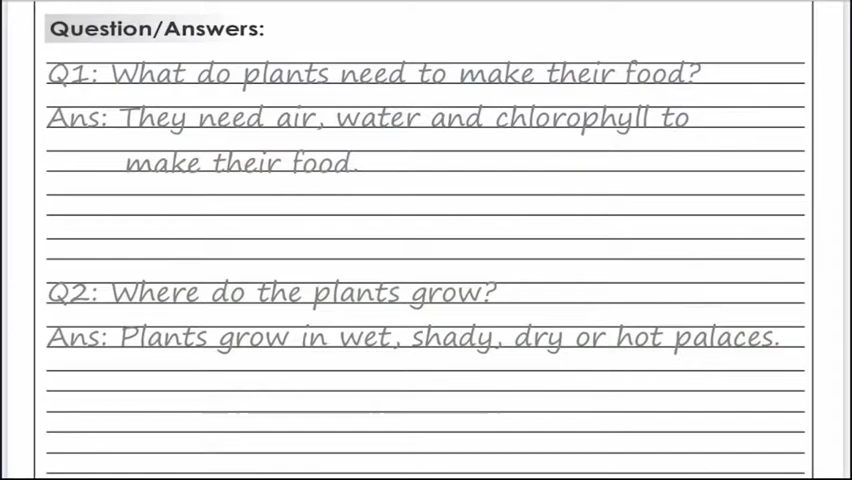 Question/Answers:
Q1: What do plants need to make their food?
Ans: They need air, water and chlorophyll to
make their food.
Q2: Where do the plants grow?
Ans: Plants grow in wet, shady, dry or hot palaces.